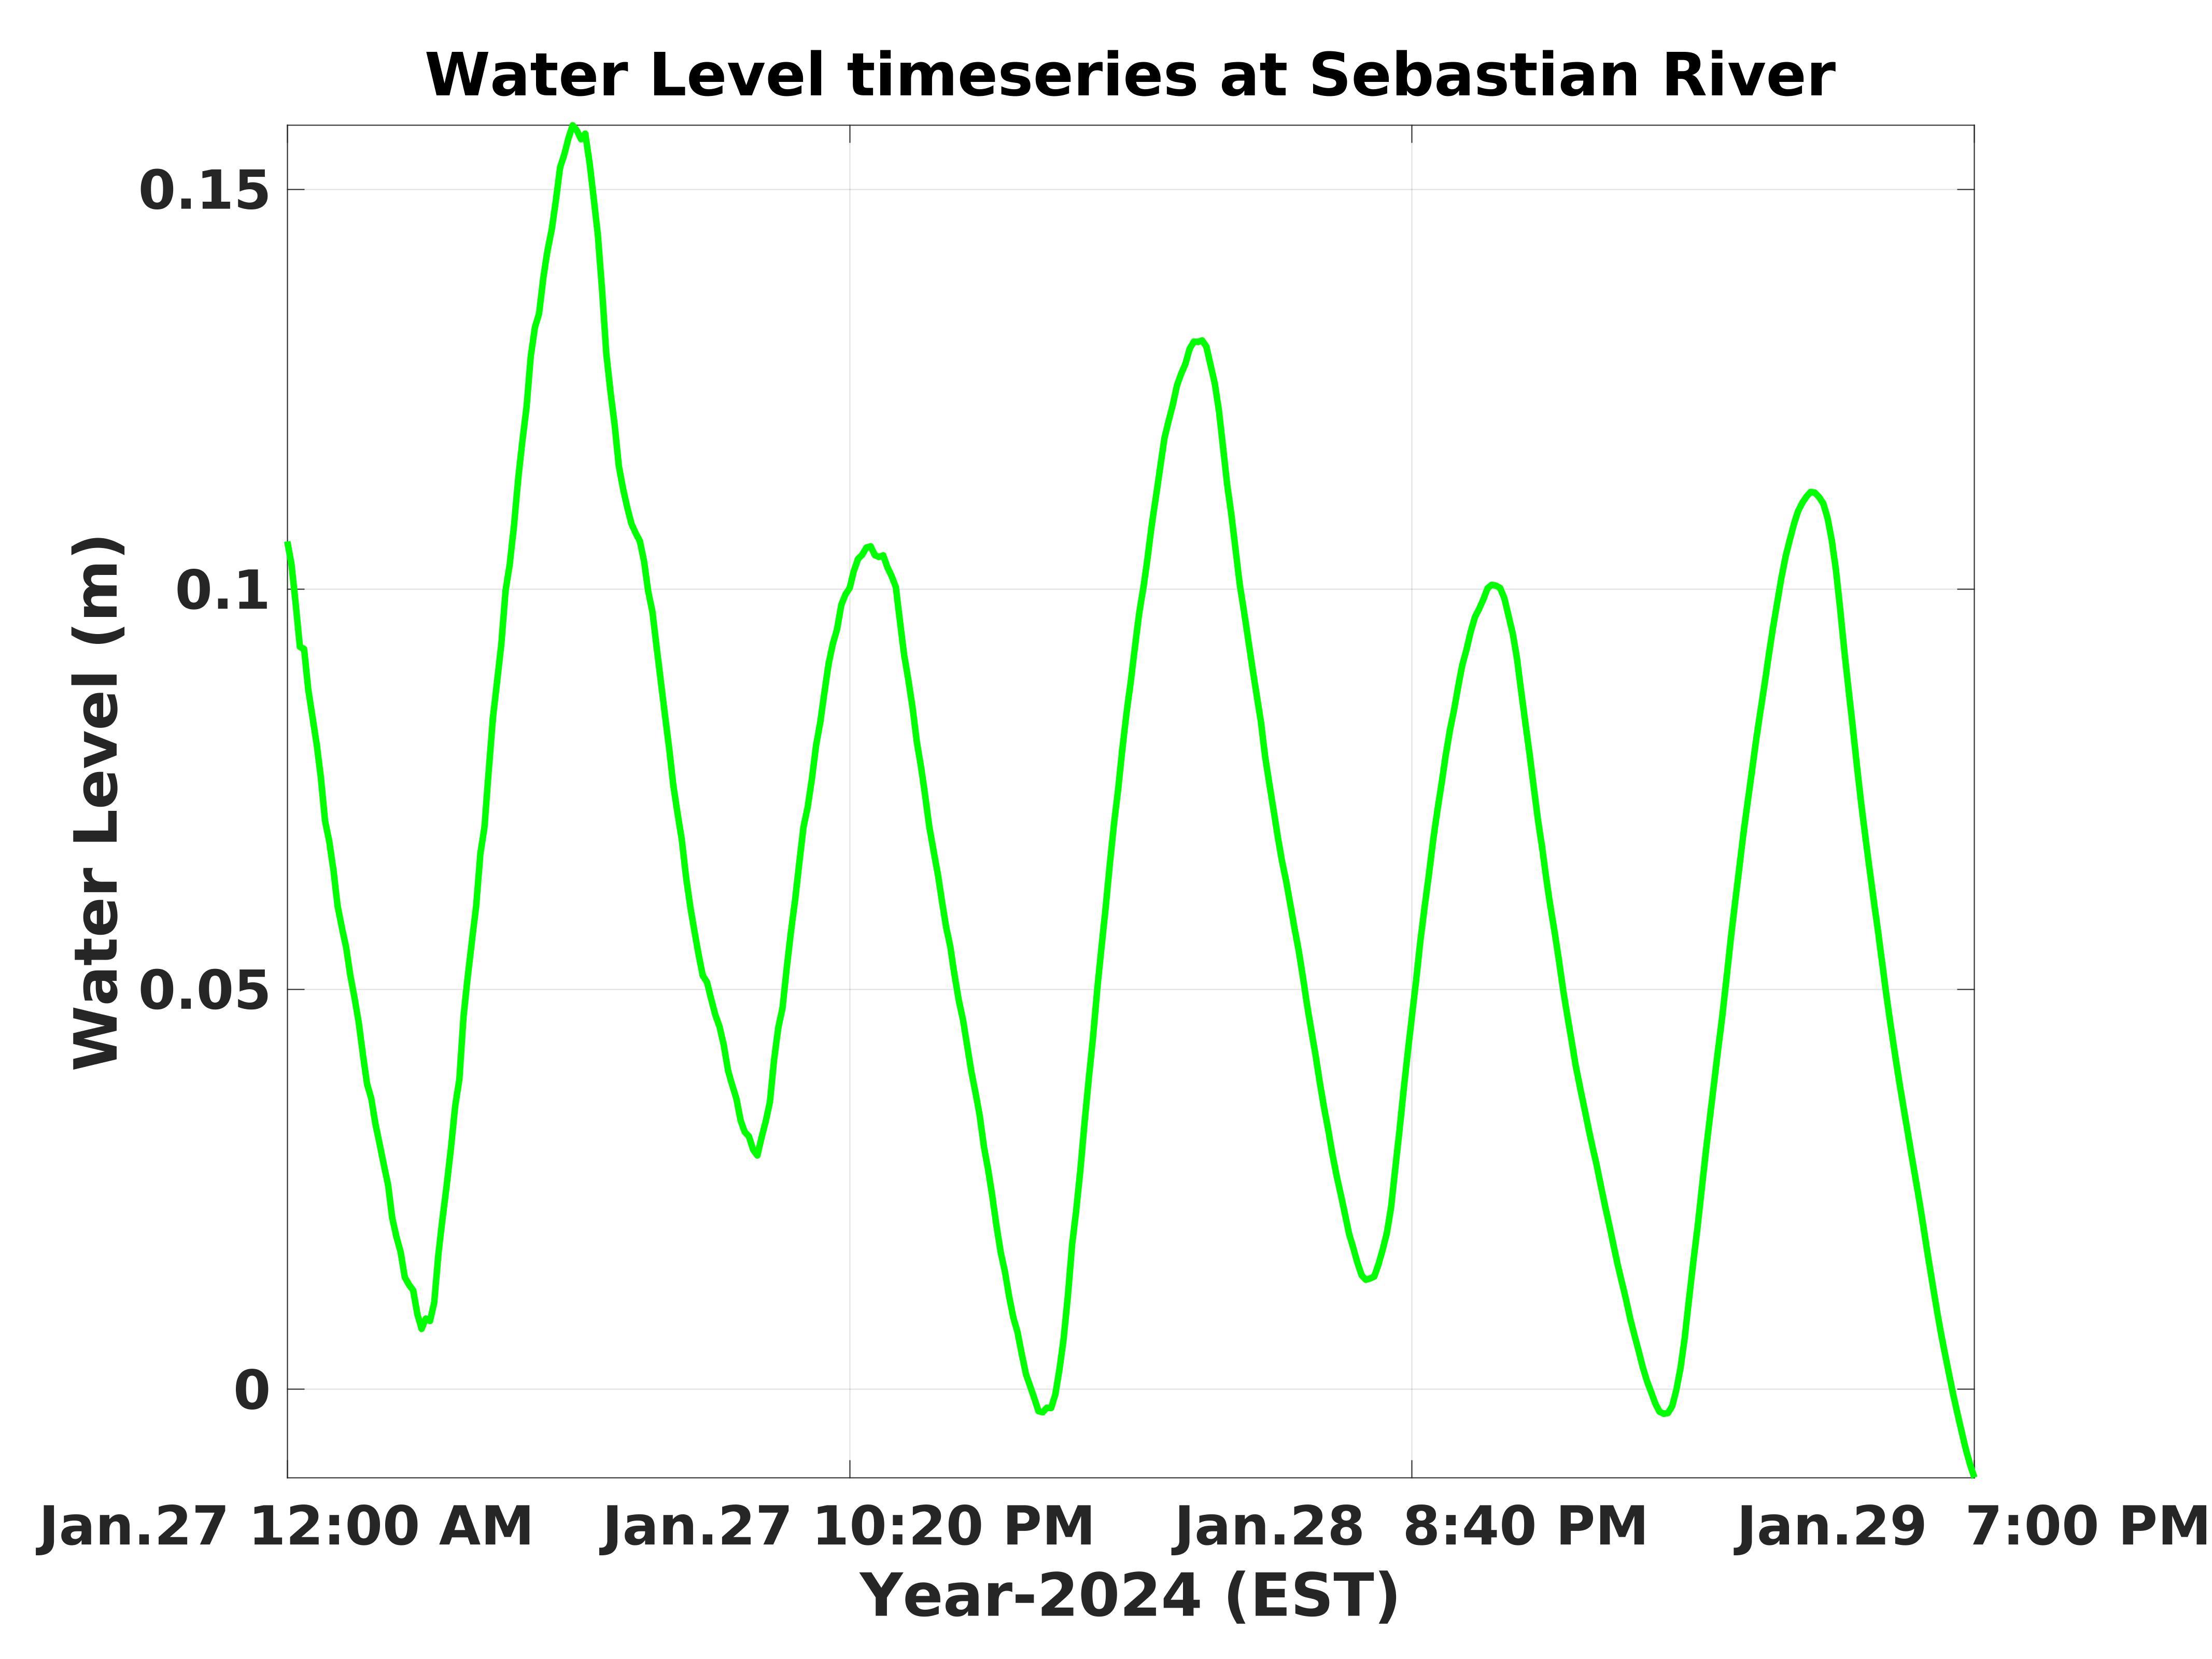 Water Level timeseries at Sebastian River
Water Level (m)
0.15
0.1
0.05
0
Jan.27 12:00 AM Jan.27 10:20 PM Jan.28 8:40 PM Jan.29 7:00 PM
Year-2024 (EST)